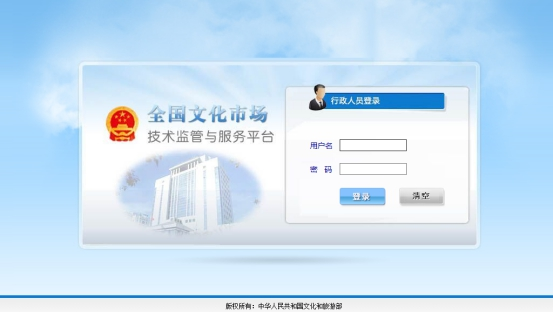 全国文化市场
技术监管与服务平台
行政人员登录
用户名
密 码
登录
清空
版权所有：中华人民共和国文化和旅游部